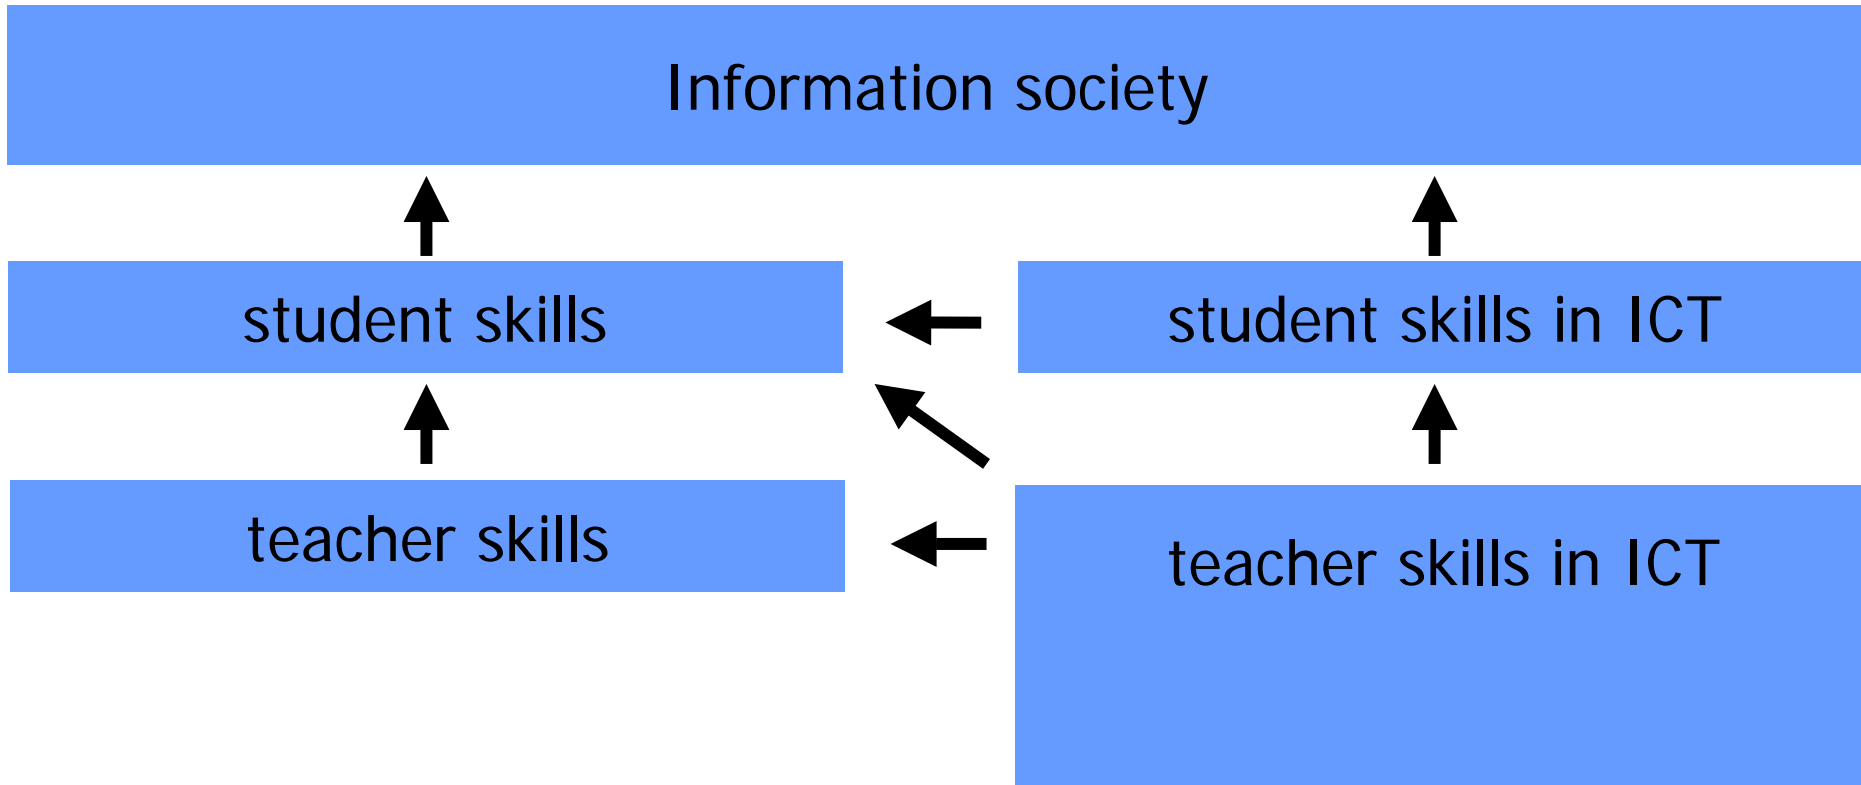 Information society
student skills
student skills in ICT
teacher skills
teacher skills in ICT